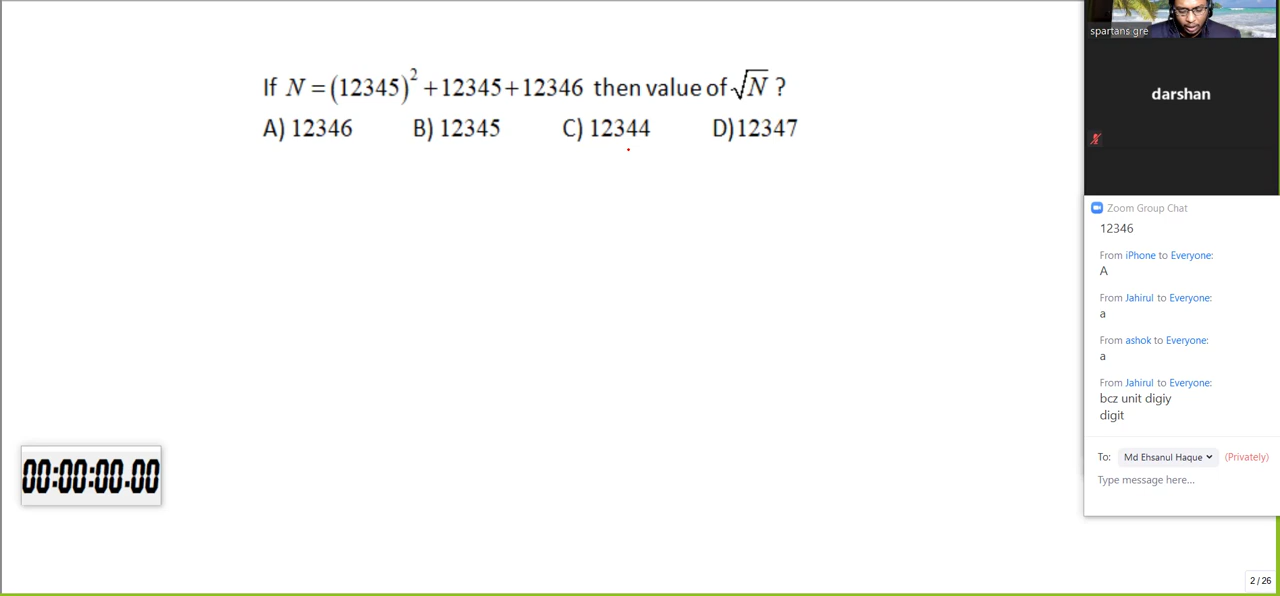 If N = (12345)² + 12345 + 12346 then value of √N ?
A) 12346 B) 12345 C) 12344 D) 12347
00:00:00.00
spartans gre
darshan
Zoom Group Chat
12346
From iPhone to Everyone:
A
From Jahirul to Everyone:
a
From ashok to Everyone:
a
From Jahirul to Everyone:
bcz unit digiy
digit
To: Md Ehsanul Haque (Privately)
Type message here...
2 / 26